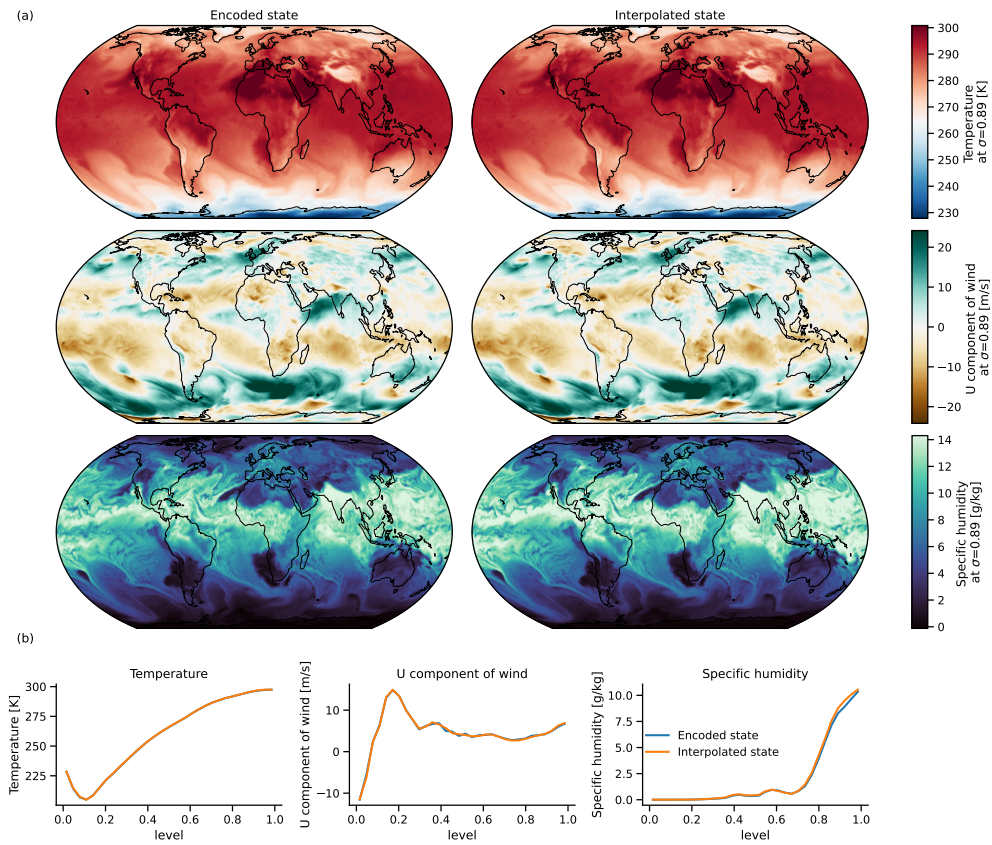 (a)
Encoded state
Interpolated state
300
290
280
270
260
250
240
230
Temperature
at σ=0.89 [K]
20
10
0
−10
−20
U component of wind
at σ=0.89 [m/s]
14
12
10
8
6
4
2
0
Specific humidity
at σ=0.89 [g/kg]
(b)
Temperature
Temperature [K]
300
275
250
225
0.0 0.2 0.4 0.6 0.8 1.0
level
U component of wind
U component of wind [m/s]
10
0
−10
0.0 0.2 0.4 0.6 0.8 1.0
level
Specific humidity
Specific humidity [g/kg]
10.0
7.5
5.0
2.5
0.0
Encoded state
Interpolated state
0.0 0.2 0.4 0.6 0.8 1.0
level